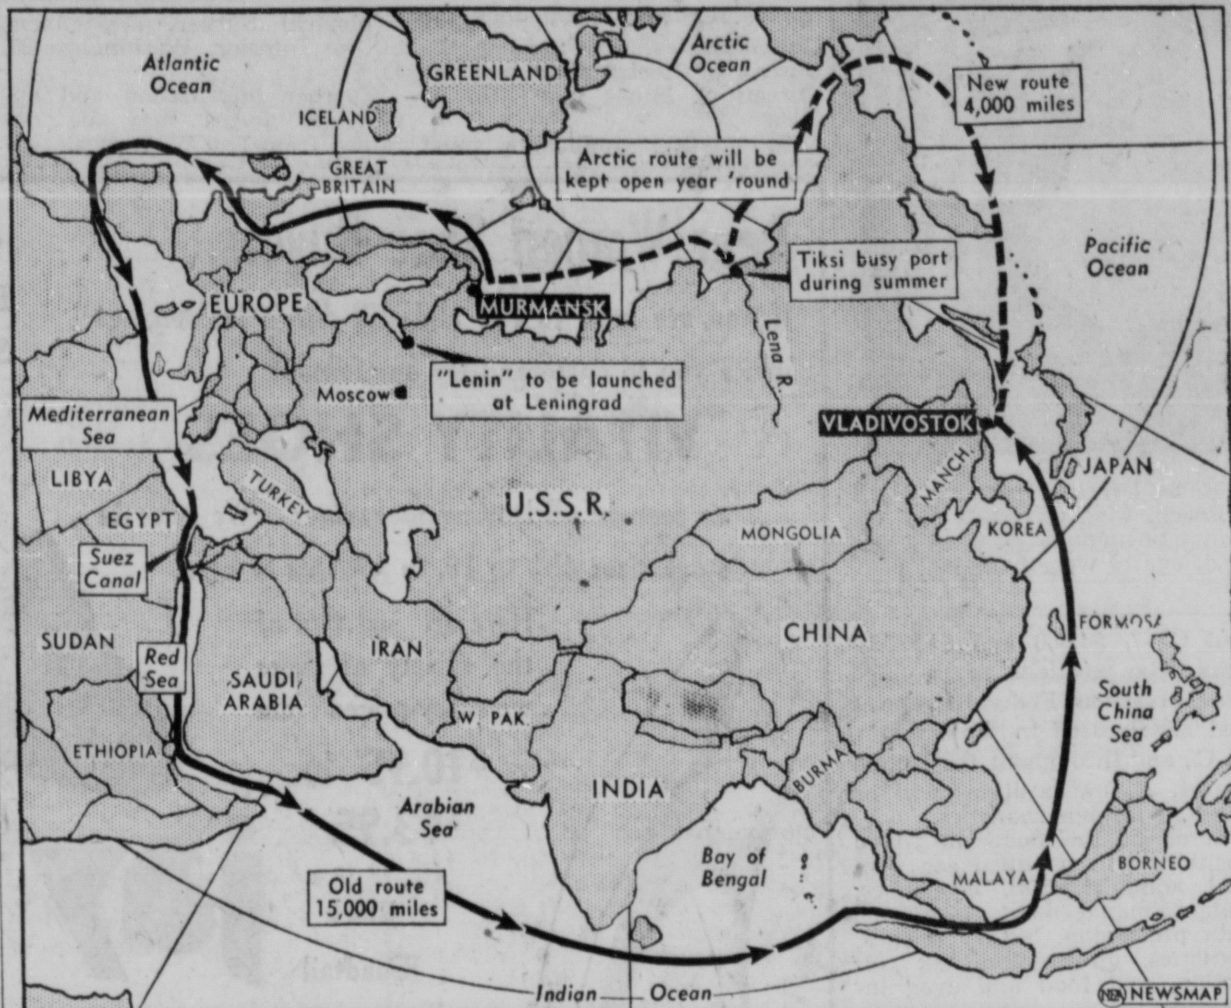 Atlantic
Ocean
GREENLAND
Arctic
Ocean
New route
4,000 miles
ICELAND
GREAT
BRITAIN
Arctic route will be
kept open year 'round
Pacific
Ocean
Tiksi busy port
during summer
EUROPE
MURMANSK
Lena R.
"Lenin" to be launched
at Leningrad
Moscow
Mediterranean
Sea
VLADIVOSTOK
MANCH.
JAPAN
LIBYA
TURKEY
U.S.S.R.
EGYPT
MONGOLIA
KOREA
Suez
Canal
SUDAN
IRAN
CHINA
FORMOSA
Red
Sea
SAUDI
ARABIA
W. PAK.
South
China
Sea
ETHIOPIA
BURMA
INDIA
Arabian
Sea
Bay of
Bengal
MALAYA
BORNEO
Old route
15,000 miles
Indian Ocean
NEA NEWSMAP